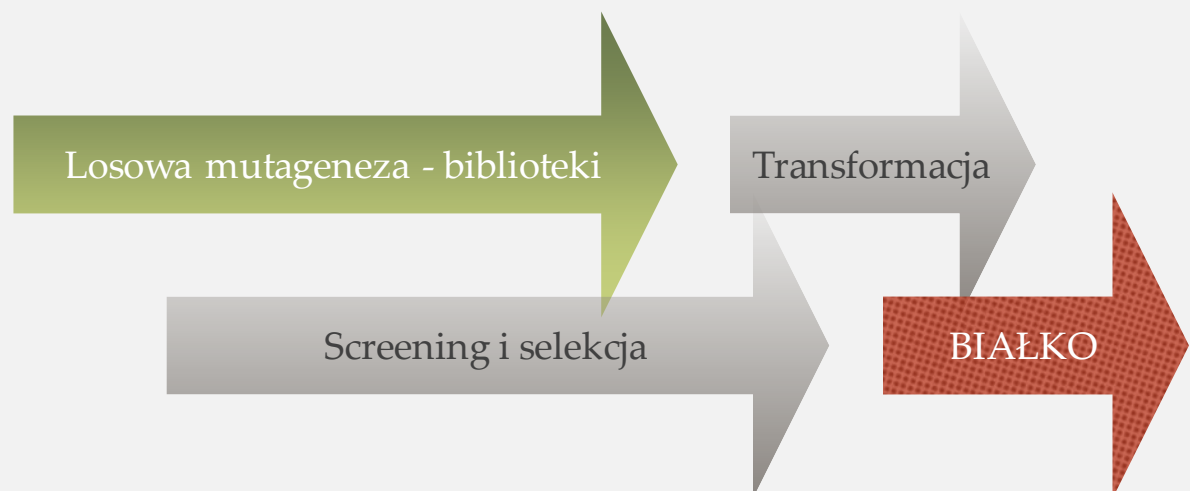 Losowa mutageneza - biblioteki
Transformacja
Screening i selekcja
BIAŁKO